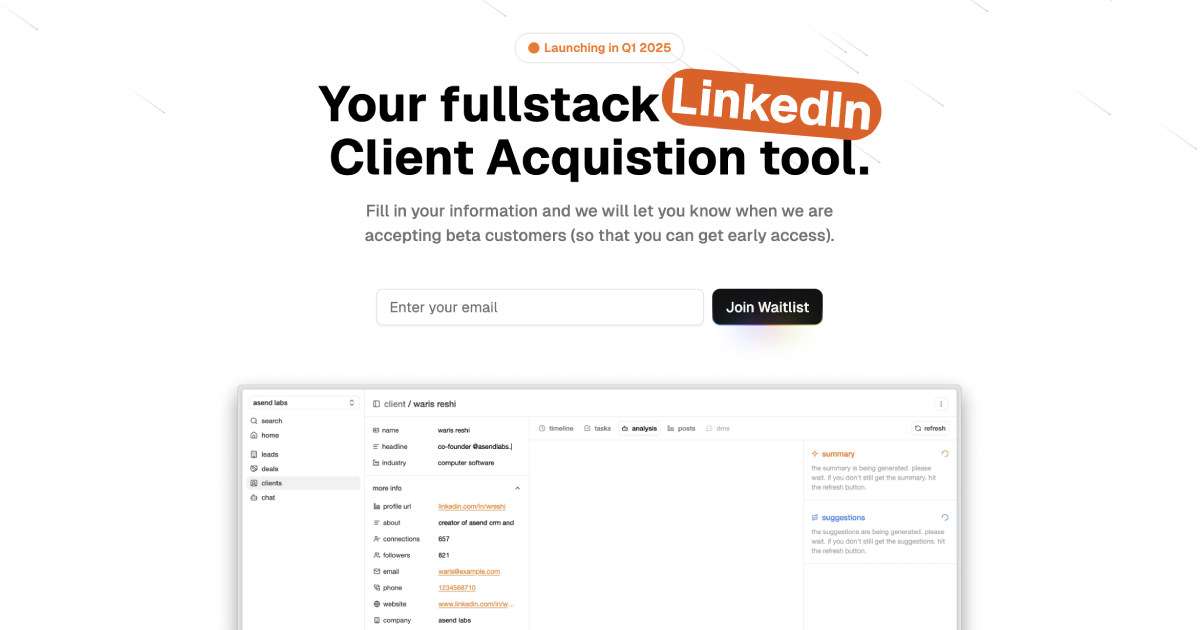 Launching in Q1 2025
Your fullstack LinkedIn
Client Acquistion tool.
Fill in your information and we will let you know when we are
accepting beta customers (so that you can get early access).
Enter your email
Join Waitlist
asend labs
search
home
leads
deals
clients
chat
client / waris reshi
name waris reshi
headline co-founder @asendlabs.
industry computer software
more info
profile url linkedin.com/in/wreshi
about creator of asend crm and
connections 657
followers 821
email waris@example.com
phone 1234568710
website www.linkedin.com/in/w...
company asend labs
timeline tasks analysis posts dms
refresh
summary
the summary is being generated. please
wait. if you don't still get the summary, hit
the refresh button.
suggestions
the suggestions are being generated. please
wait. if you don't still get the suggestions. hit
the refresh button.